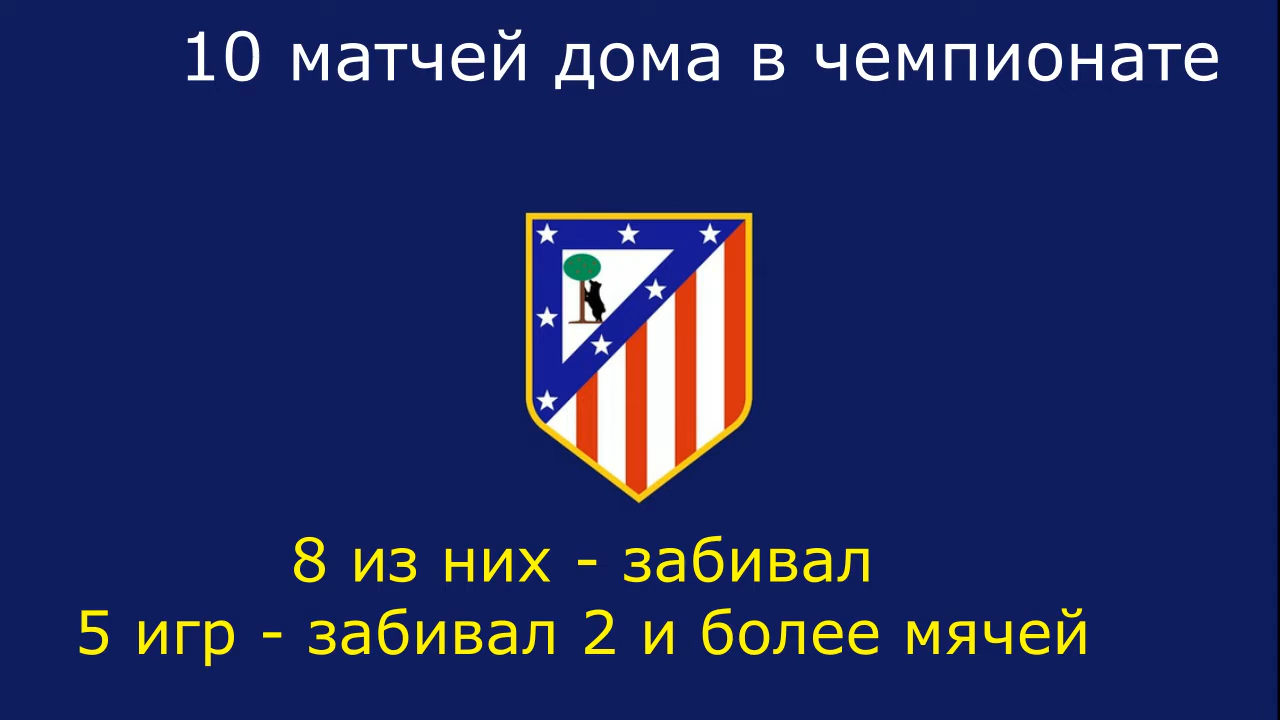 10 матчей дома в чемпионате
8 из них - забивал
5 игр - забивал 2 и более мячей